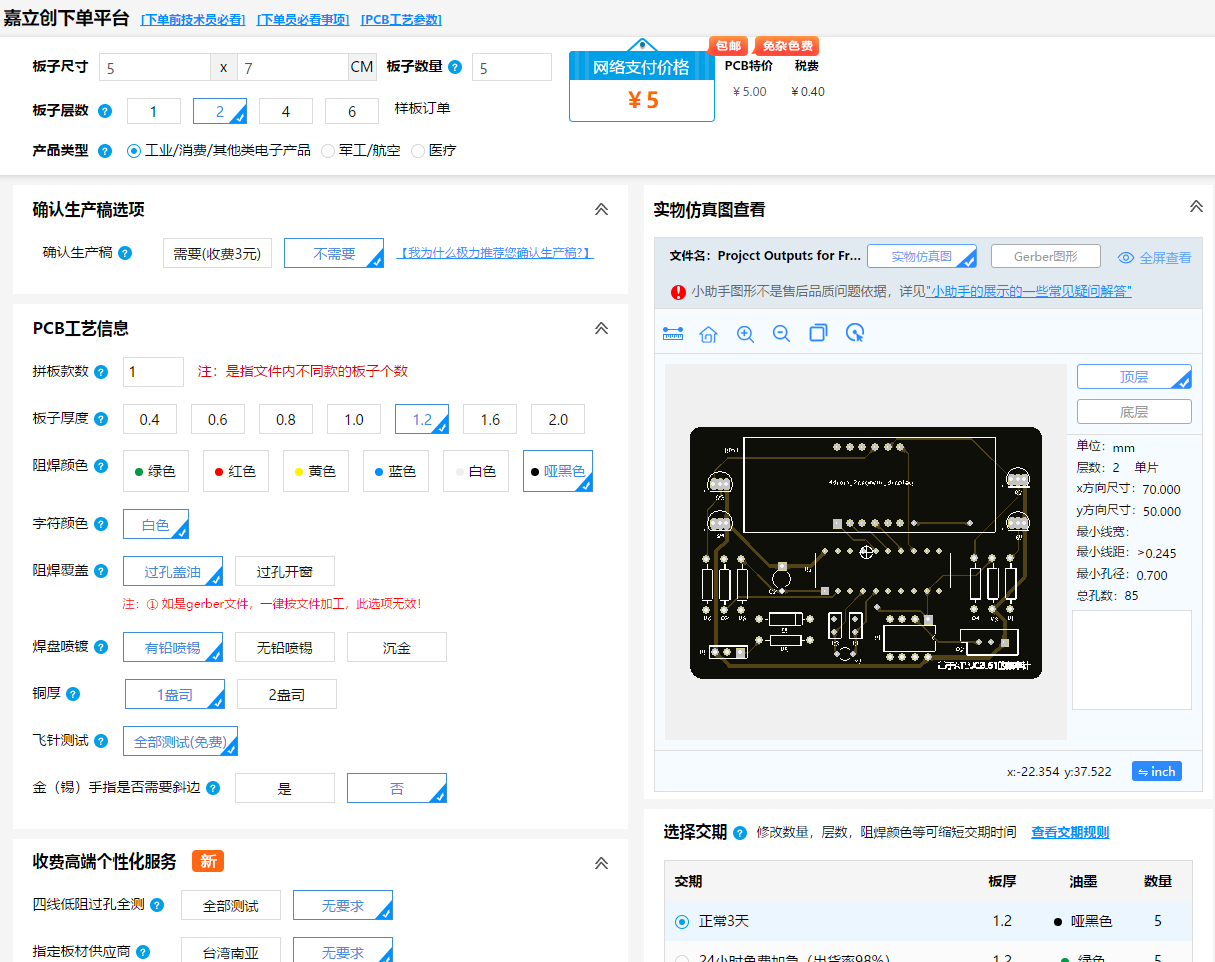 嘉立创下单平台 [下单前技术员必看] [下单员必看事项] [PCB工艺参数]
板子尺寸 5 x 7 CM 板子数量 ? 5
板子层数 ? 1 2 4 6 样板订单
产品类型 ? 工业/消费/其他类电子产品 军工/航空 医疗
网络支付价格
¥ 5
包邮 免杂色费
PCB特价 税费
¥ 5.00 ¥ 0.40
确认生产稿选项
确认生产稿 ? 需要(收费3元) 不需要 【我为什么极力推荐您确认生产稿?】
PCB工艺信息
拼板款数 ? 1 注：是指文件内不同款的板子个数
板子厚度 ? 0.4 0.6 0.8 1.0 1.2 1.6 2.0
阻焊颜色 ? 绿色 红色 黄色 蓝色 白色 哑黑色
字符颜色 ? 白色
阻焊覆盖 ? 过孔盖油 过孔开窗
注：① 如是gerber文件，一律按文件加工，此选项无效！
焊盘喷镀 ? 有铅喷锡 无铅喷锡 沉金
铜厚 ? 1盎司 2盎司
飞针测试 ? 全部测试(免费)
金（锡）手指是否需要斜边 ? 是 否
收费高端个性化服务 新
四线低阻过孔全测 ? 全部测试 无要求
指定板材供应商 ? 台湾南亚 无要求
实物仿真图查看
文件名：Project Outputs for Fr... 实物仿真图 Gerber图形 全屏查看
! 小助手图形不是售后品质问题依据，详见"小助手的展示的一些常见疑问解答"
顶层
底层
单位： mm
层数： 2 单片
x方向尺寸： 70.000
y方向尺寸： 50.000
最小线宽：
最小线距： >0.245
最小孔径： 0.700
总孔数： 85
x:-22.354 y:37.522 ⇋ inch
选择交期 ? 修改数量，层数，阻焊颜色等可缩短交期时间 查看交期规则
交期 板厚 油墨 数量
正常3天 1.2 哑黑色 5
24小时免费加急（出货率98%） 1.2 绿色 5